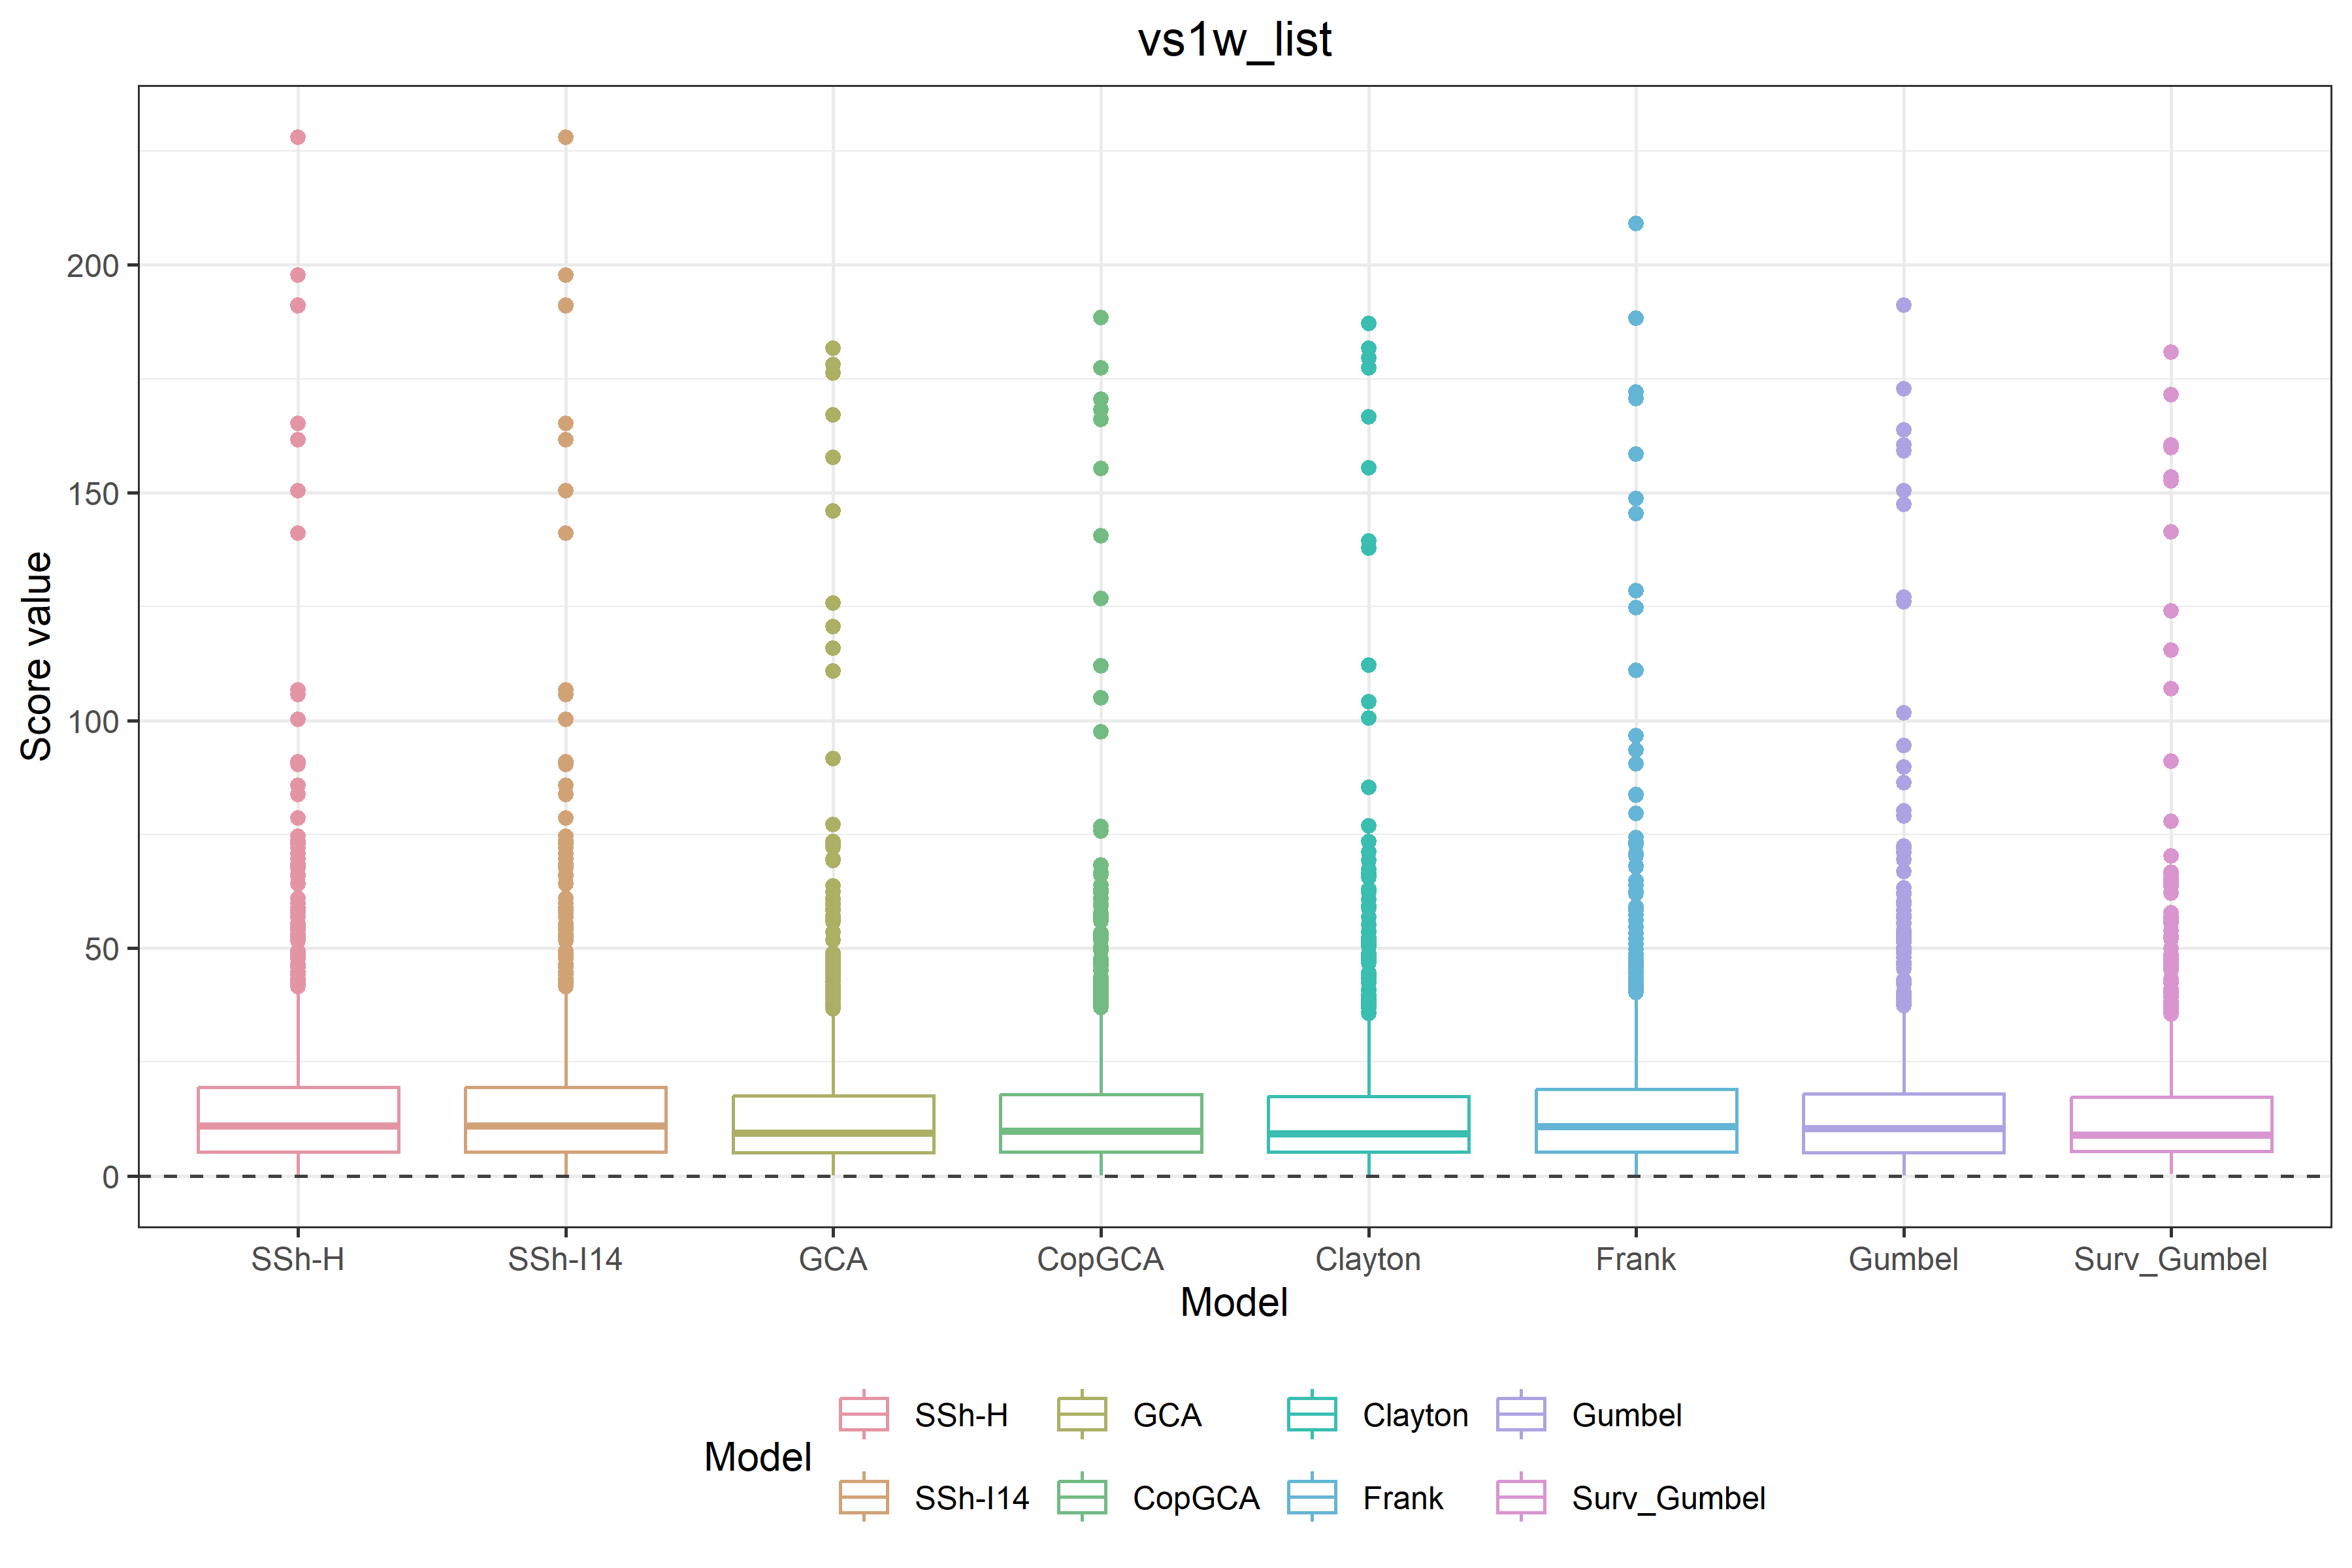 vs1w_list
Score value
200
150
100
50
0
SSh-H SSh-I14 GCA CopGCA Clayton Frank Gumbel Surv_Gumbel
Model
Model
SSh-H GCA Clayton Gumbel
SSh-I14 CopGCA Frank Surv_Gumbel